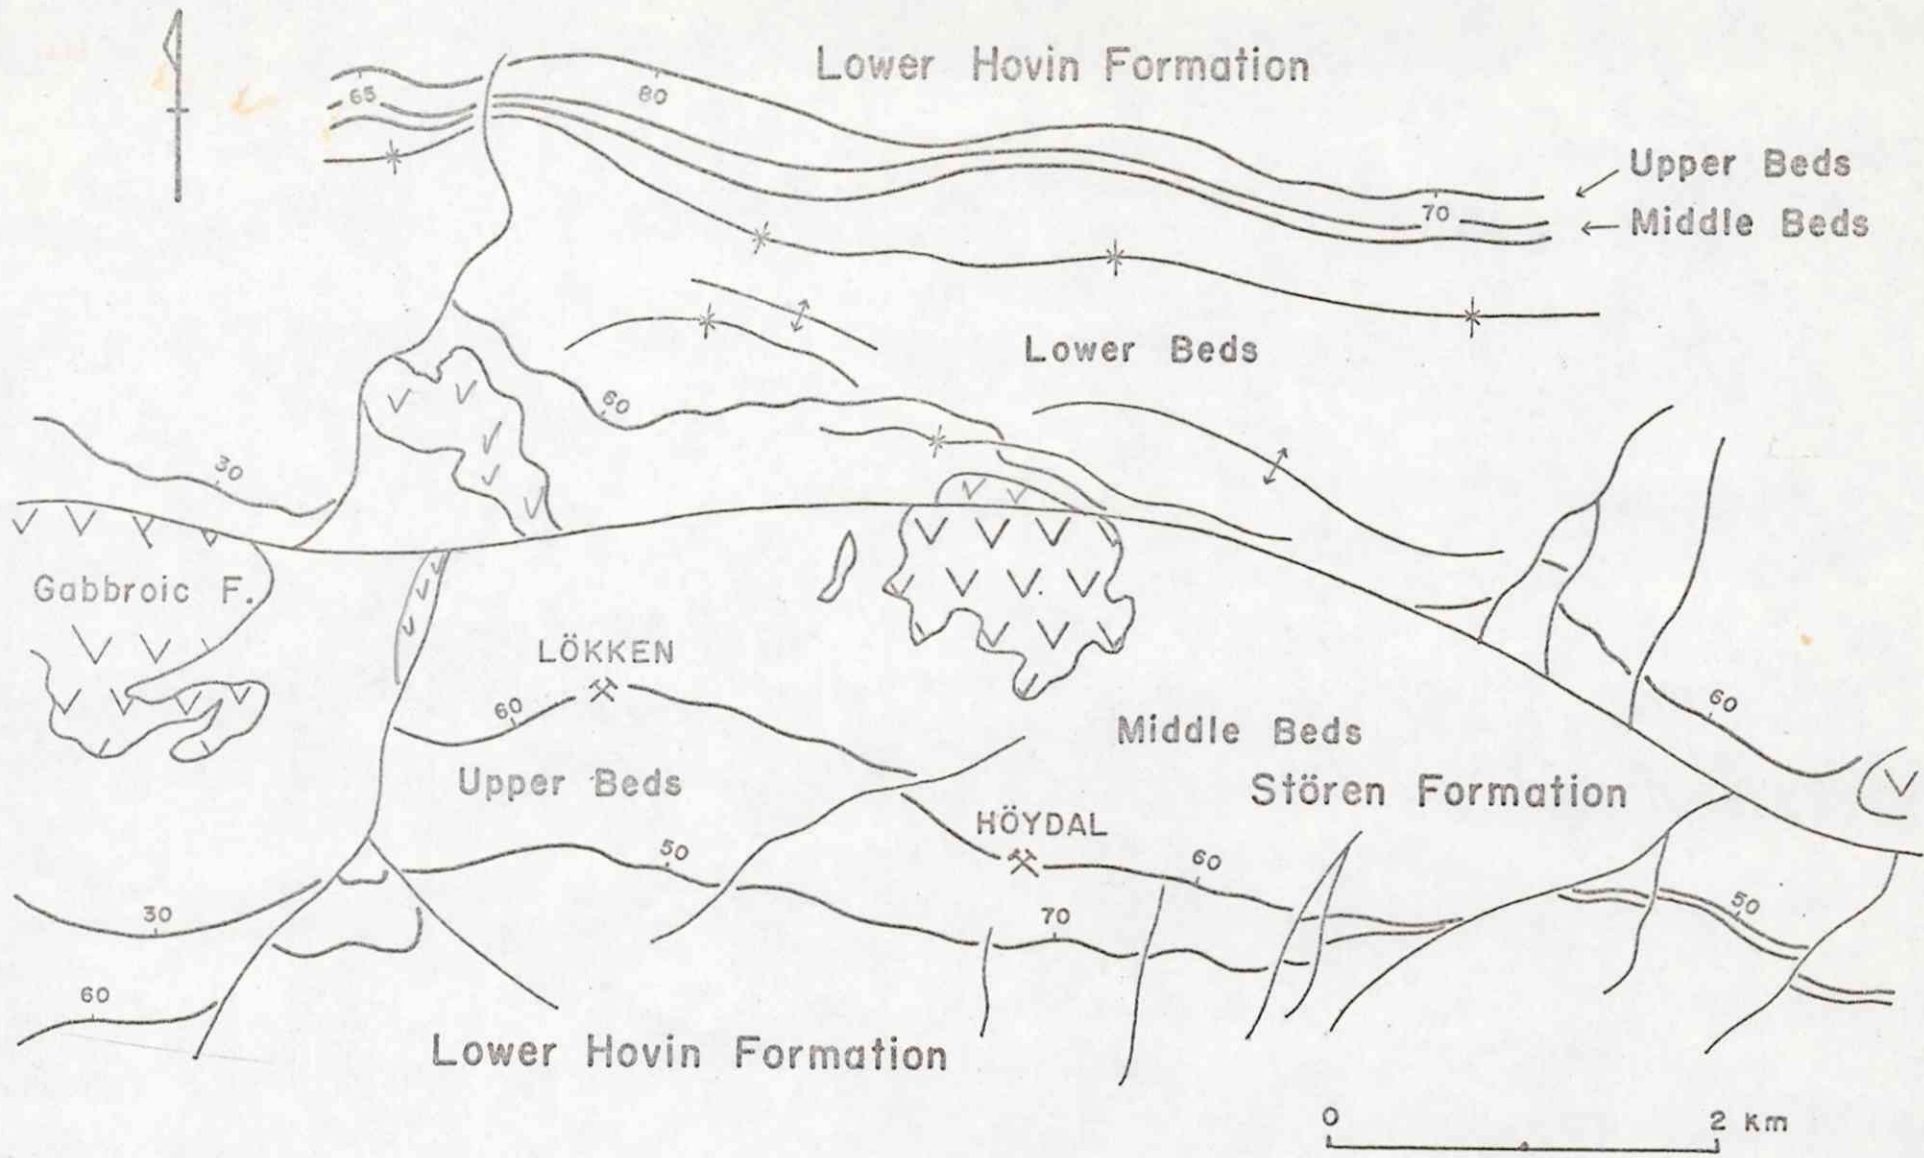 Lower Hovin Formation
65
80
Upper Beds
70
Middle Beds
Lower Beds
60
30
Gabbroic F.
LÖKKEN
60
60
Middle Beds
Upper Beds
Stören Formation
HÖYDAL
50
60
50
30
70
60
Lower Hovin Formation
0
2 km